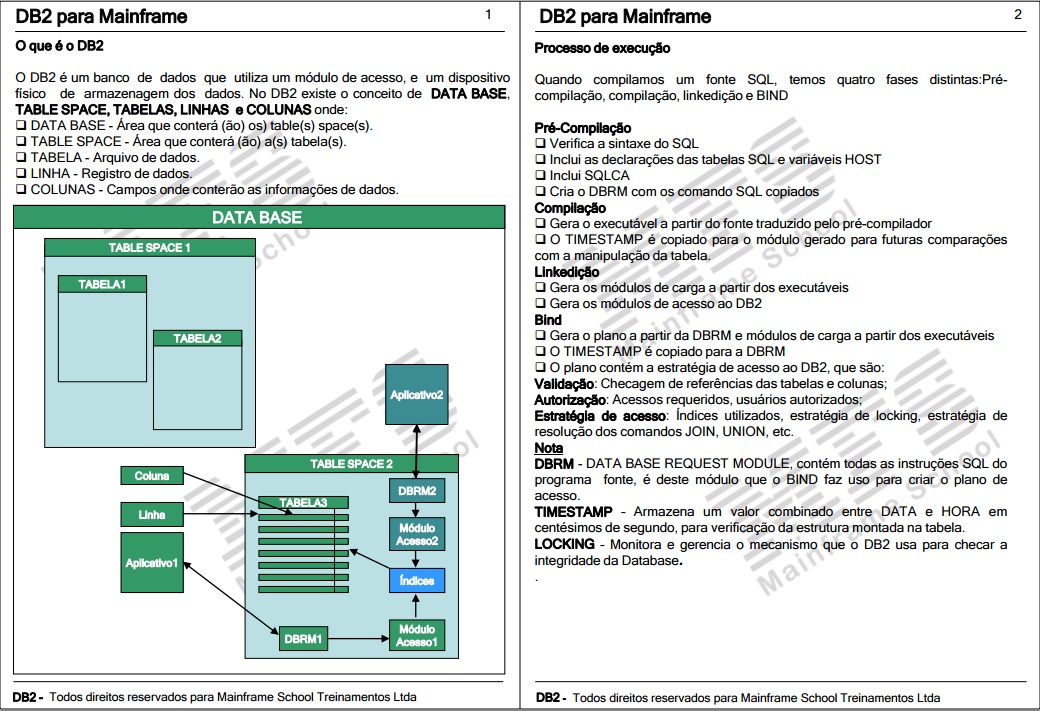 DB2 para Mainframe 1
O que é o DB2
O DB2 é um banco de dados que utiliza um módulo de acesso, e um dispositivo
físico de armazenagem dos dados. No DB2 existe o conceito de DATA BASE,
TABLE SPACE, TABELAS, LINHAS e COLUNAS onde:
❑ DATA BASE - Área que conterá (ão) os) table(s) space(s).
❑ TABLE SPACE - Área que conterá (ão) a(s) tabela(s).
❑ TABELA - Arquivo de dados.
❑ LINHA - Registro de dados.
❑ COLUNAS - Campos onde conterão as informações de dados.
DATA BASE
TABLE SPACE 1
TABELA1
TABELA2
Aplicativo2
TABLE SPACE 2
Coluna
Linha
Aplicativo1
TABELA3
DBRM2
Módulo
Acesso2
Índices
DBRM1
Módulo
Acesso1
Mainframe School
Mainframe School
DB2 - Todos direitos reservados para Mainframe School Treinamentos Ltda
DB2 para Mainframe 2
Processo de execução
Quando compilamos um fonte SQL, temos quatro fases distintas:Pré-
compilação, compilação, linkedição e BIND
Pré-Compilação
❑ Verifica a sintaxe do SQL
❑ Inclui as declarações das tabelas SQL e variáveis HOST
❑ Inclui SQLCA
❑ Cria o DBRM com os comando SQL copiados
Compilação
❑ Gera o executável a partir do fonte traduzido pelo pré-compilador
❑ O TIMESTAMP é copiado para o módulo gerado para futuras comparações
com a manipulação da tabela.
Linkedição
❑ Gera os módulos de carga a partir dos executáveis
❑ Gera os módulos de acesso ao DB2
Bind
❑ Gera o plano a partir da DBRM e módulos de carga a partir dos executáveis
❑ O TIMESTAMP é copiado para a DBRM
❑ O plano contém a estratégia de acesso ao DB2, que são:
Validação: Checagem de referências das tabelas e colunas;
Autorização: Acessos requeridos, usuários autorizados;
Estratégia de acesso: Índices utilizados, estratégia de locking, estratégia de
resolução dos comandos JOIN, UNION, etc.
Nota
DBRM - DATA BASE REQUEST MODULE, contém todas as instruções SQL do
programa fonte, é deste módulo que o BIND faz uso para criar o plano de
acesso.
TIMESTAMP - Armazena um valor combinado entre DATA e HORA em
centésimos de segundo, para verificação da estrutura montada na tabela.
LOCKING - Monitora e gerencia o mecanismo que o DB2 usa para checar a
integridade da Database.
.
Mainframe School
Mainframe School
DB2 - Todos direitos reservados para Mainframe School Treinamentos Ltda